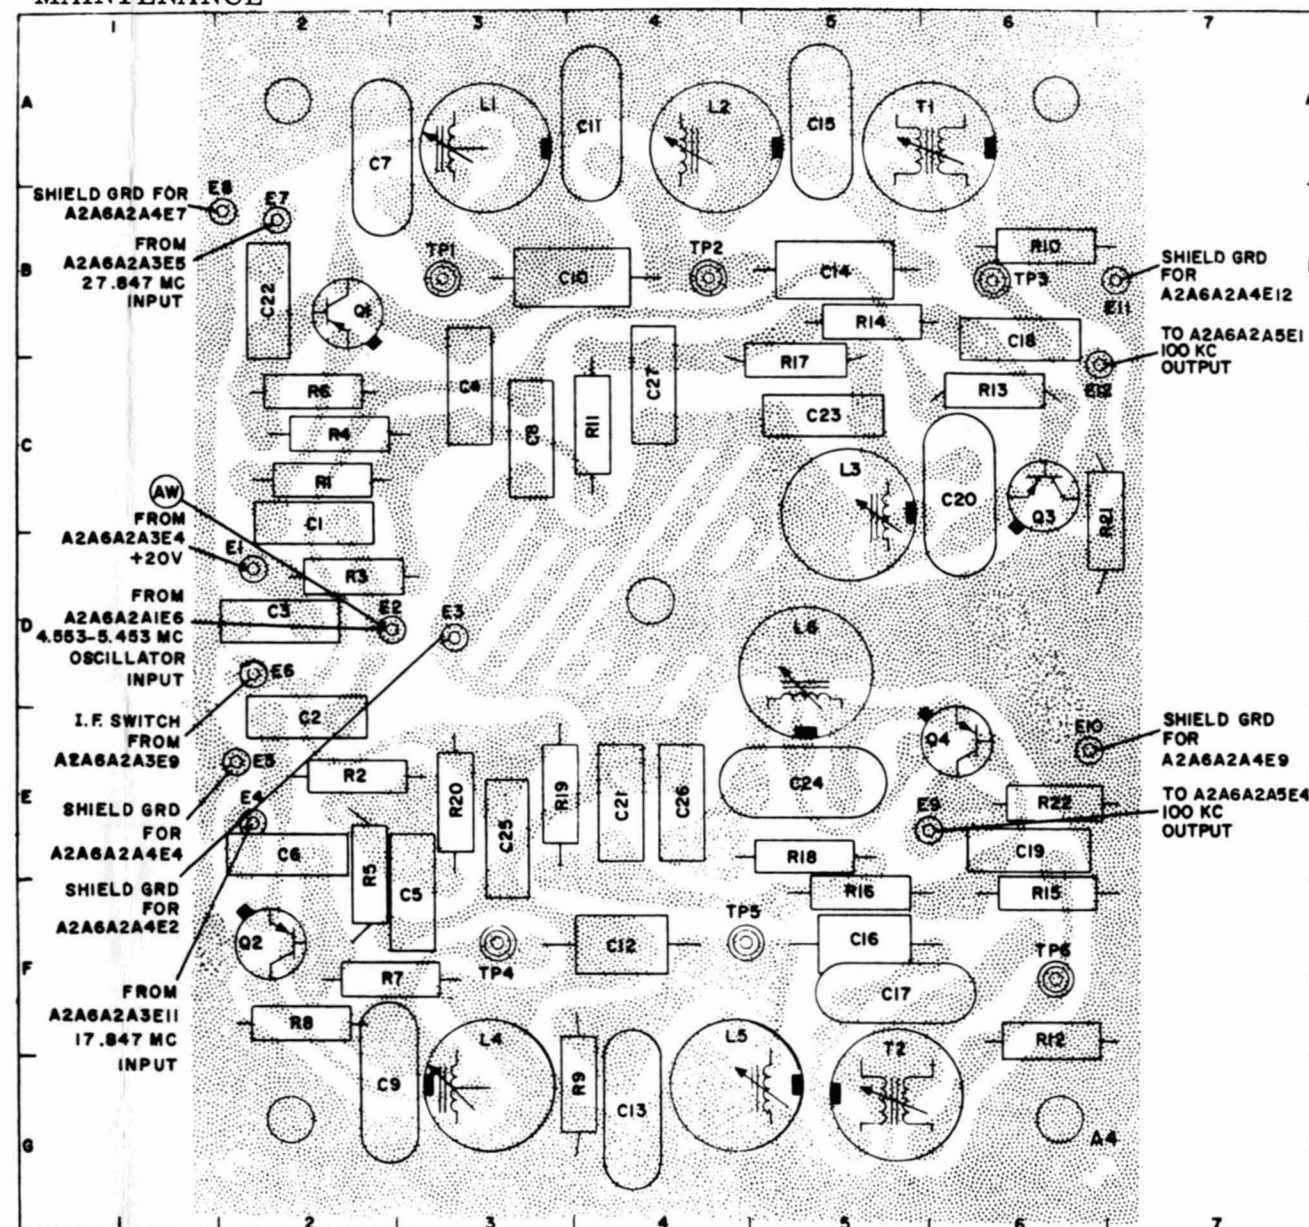 MAINTENANCE
1 2 3 4 5 6 7
A
L1
L2
T1
C7
C11
C15
SHIELD GRD FOR
A2A6A2A4E7
E8
E7
FROM
A2A6A2A3E5
27.847 MC
INPUT
B
TP1
TP2
TP3
R10
C22
Q1
C10
C14
R14
C18
E11
SHIELD GRD
FOR
A2A6A2A4E12
TO A2A6A2A5E1
100 KC
OUTPUT
E12
R6
C4
C27
R17
R13
C
R4
C8
R11
C23
R1
C1
L3
C20
Q3
R21
AW
FROM
A2A6A2A3E4
+20V
E1
R3
FROM
A2A6A2A1E6
4.553-5.453 MC
OSCILLATOR
INPUT
D
C3
E2
E3
L6
E6
I.F. SWITCH
FROM
A2A6A2A3E9
C2
Q4
E10
SHIELD GRD
FOR
A2A6A2A4E9
E5
E
R2
R20
R19
C21
C26
C24
R22
E9
TO A2A6A2A5E4
100 KC
OUTPUT
SHIELD GRD
FOR
A2A6A2A4E4
E4
C6
R5
C5
C25
R18
C19
SHIELD GRD
FOR
A2A6A2A4E2
R16
R15
F
Q2
TP4
C12
TP5
C16
TP6
R7
C17
FROM
A2A6A2A3E11
17.847 MC
INPUT
R8
L4
L5
T2
R12
G
C9
R9
C13
A4
1 2 3 4 5 6 7